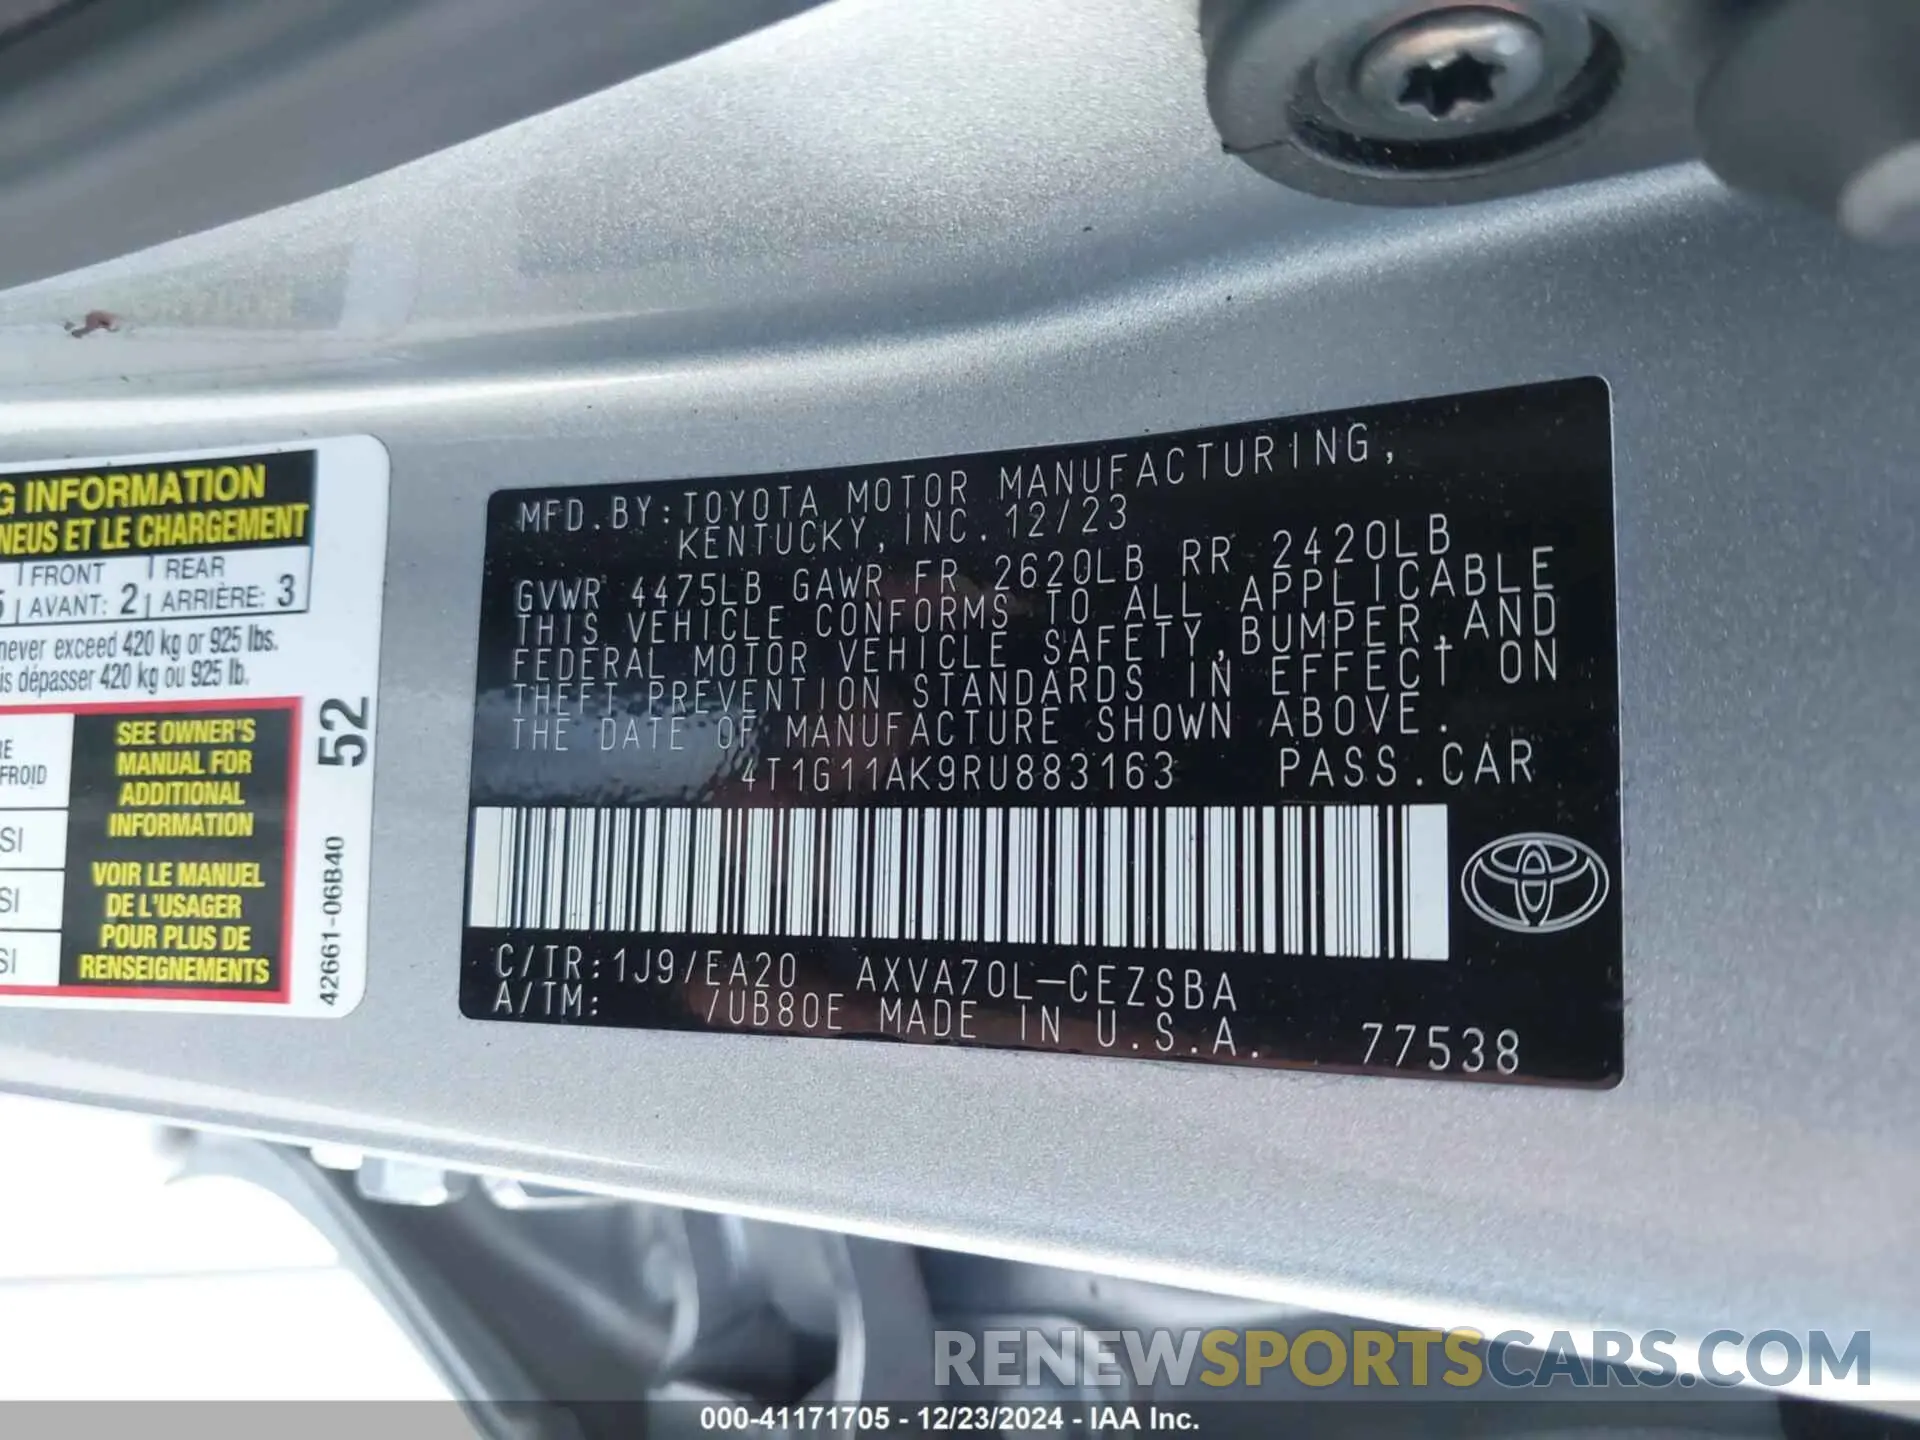 G INFORMATION
NEUS ET LE CHARGEMENT
FRONT REAR
AVANT: 2 ARRIÈRE: 3
never exceed 420 kg or 925 lbs.
is dépasser 420 kg ou 925 lb.
FROID
SEE OWNER'S
MANUAL FOR
ADDITIONAL
INFORMATION
VOIR LE MANUEL
DE L'USAGER
POUR PLUS DE
RENSEIGNEMENTS
52
42661-06B40
MFD.BY:TOYOTA MOTOR MANUFACTURING,
KENTUCKY,INC.12/23
GVWR 4475LB GAWR FR 2620LB RR 2420LB
THIS VEHICLE CONFORMS TO ALL APPLICABLE
FEDERAL MOTOR VEHICLE SAFETY,BUMPER,AND
THEFT PREVENTION STANDARDS IN EFFECT ON
THE DATE OF MANUFACTURE SHOWN ABOVE.
4T1G11AK9RU883163 PASS.CAR
C/TR:1J9/EA20 AXVA70L-CEZSBA
A/TM: /UB80E MADE IN U.S.A. 77538
RENEWSPORTSCARS.COM
000-41171705 - 12/23/2024 - IAA Inc.